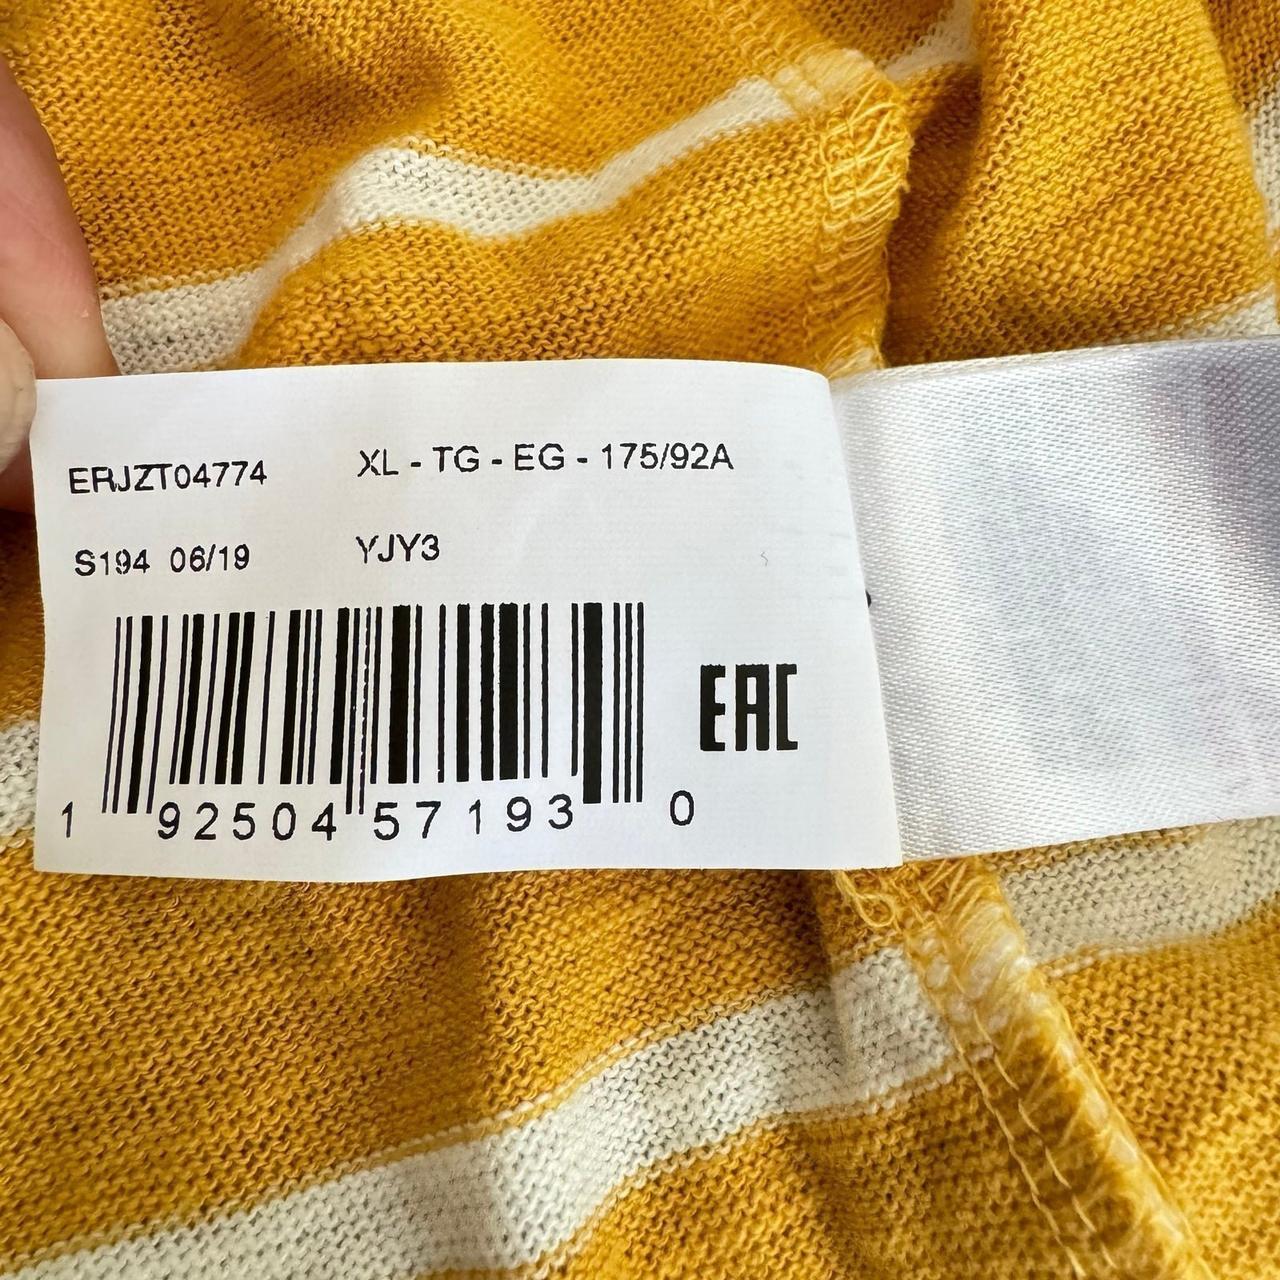 ERJZT04774 XL - TG - EG - 175/92A
S194 06/19 YJY3
EAC
1 92504 57193 0